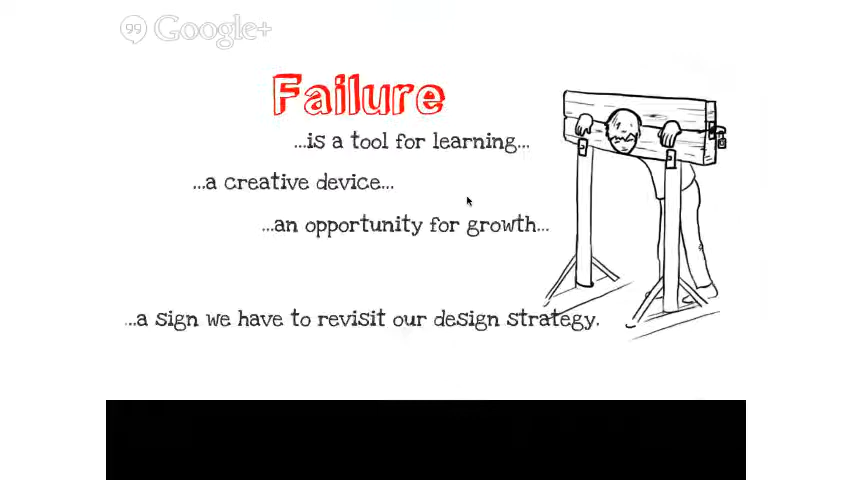 99 Google+
Failure
...is a tool for learning...
...a creative device...
...an opportunity for growth...
...a sign we have to revisit our design strategy.